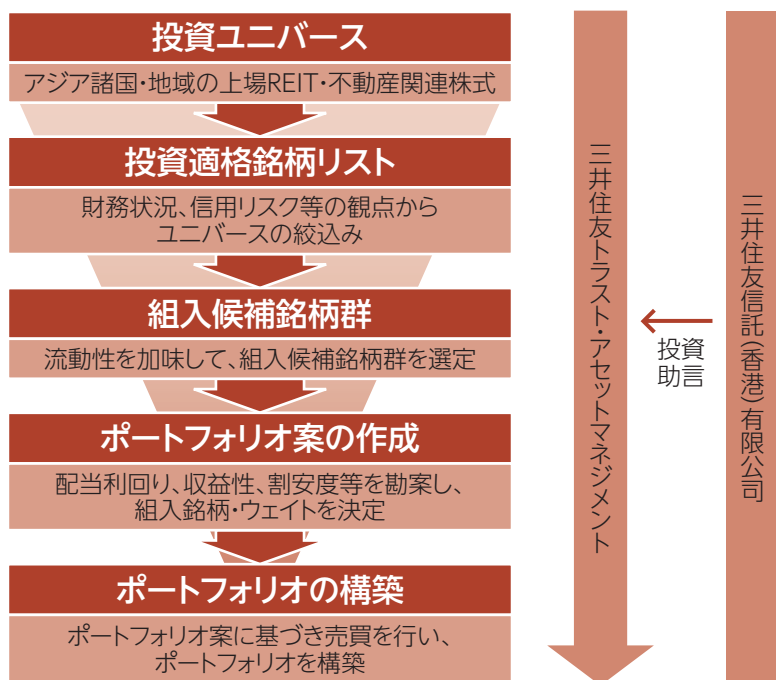 投資ユニバース
アジア諸国・地域の上場REIT・不動産関連株式
投資適格銘柄リスト
財務状況、信用リスク等の観点から
ユニバースの絞込み
組入候補銘柄群
流動性を加味して、組入候補銘柄群を選定
ポートフォリオ案の作成
配当利回り、収益性、割安度等を勘案し、
組入銘柄・ウェイトを決定
ポートフォリオの構築
ポートフォリオ案に基づき売買を行い、
ポートフォリオを構築
三井住友トラスト・アセットマネジメント
投資
助言
三井住友信託(香港)有限公司